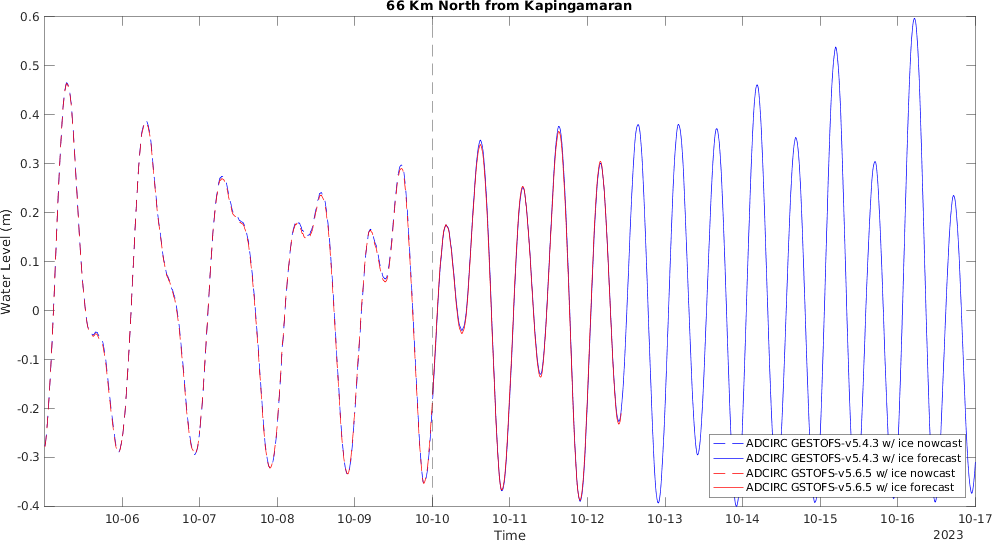 66 Km North from Kapingamaran
0.6
0.5
0.4
0.3
0.2
0.1
0
-0.1
-0.2
-0.3
-0.4
Water Level (m)
ADCIRC GESTOFS-v5.4.3 w/ ice nowcast
ADCIRC GESTOFS-v5.4.3 w/ ice forecast
ADCIRC GSTOFS-v5.6.5 w/ ice nowcast
ADCIRC GSTOFS-v5.6.5 w/ ice forecast
10-06 10-07 10-08 10-09 10-10 10-11 10-12 10-13 10-14 10-15 10-16 10-17
Time
2023